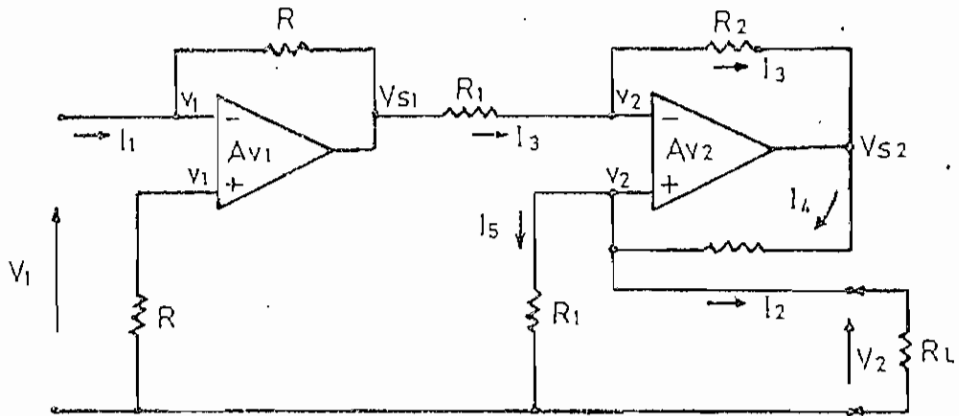 R
R2
I3
v1
VS1
R1
v2
I1
−
AV1
+
I3
−
AV2
+
VS2
v1
v2
I5
I4
V1
R
R1
I2
V2
RL